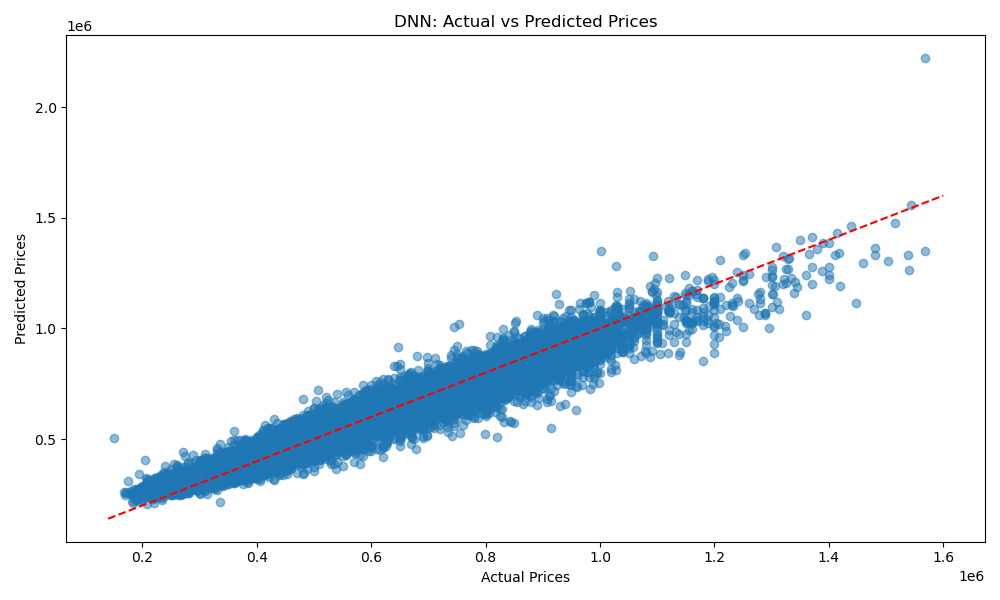 DNN: Actual vs Predicted Prices
1e6
2.0
1.5
1.0
0.5
Predicted Prices
0.2 0.4 0.6 0.8 1.0 1.2 1.4 1.6
1e6
Actual Prices